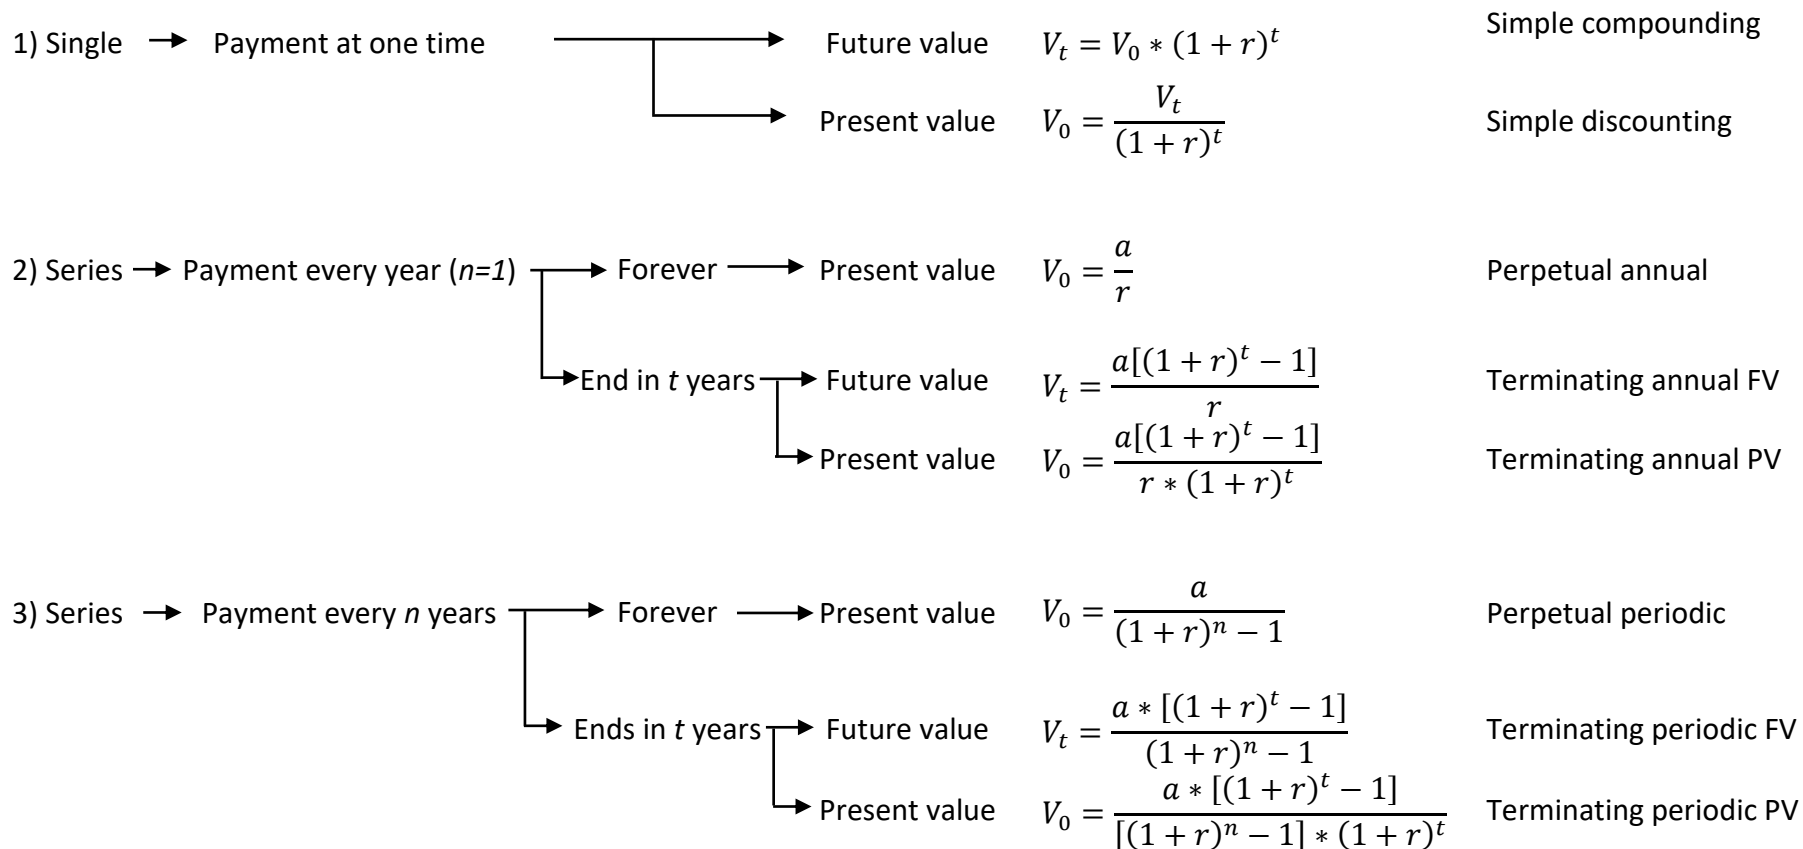 1) Single → Payment at one time → Future value V_t = V_0 * (1 + r)^t Simple compounding
→ Present value V_0 = V_t / (1 + r)^t Simple discounting
2) Series → Payment every year (n=1) → Forever → Present value V_0 = a / r Perpetual annual
→ End in t years → Future value V_t = a[(1 + r)^t − 1] / r Terminating annual FV
→ Present value V_0 = a[(1 + r)^t − 1] / r * (1 + r)^t Terminating annual PV
3) Series → Payment every n years → Forever → Present value V_0 = a / (1 + r)^n − 1 Perpetual periodic
→ Ends in t years → Future value V_t = a * [(1 + r)^t − 1] / (1 + r)^n − 1 Terminating periodic FV
→ Present value V_0 = a * [(1 + r)^t − 1] / [(1 + r)^n − 1] * (1 + r)^t Terminating periodic PV